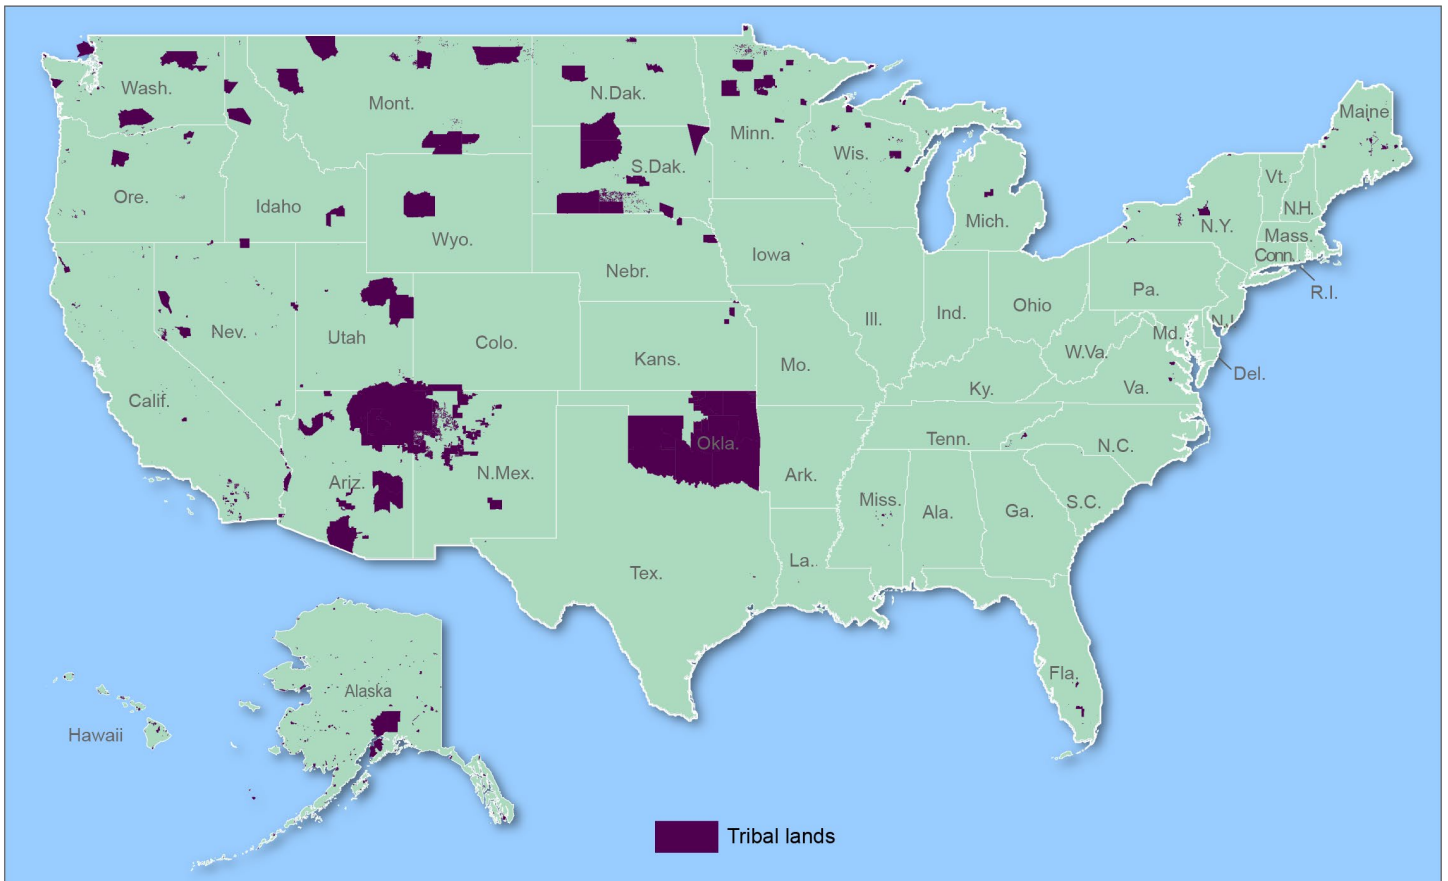 Wash.
Mont.
N.Dak.
Minn.
Maine
Ore.
Idaho
S.Dak.
Wis.
Vt.
N.H.
Wyo.
Mich.
N.Y.
Mass.
Conn.
R.I.
Iowa
Nebr.
Pa.
Nev.
Utah
Colo.
Ill.
Ind.
Ohio
N.J.
Md.
W.Va.
Del.
Kans.
Mo.
Ky.
Va.
Calif.
Okla.
Tenn.
N.C.
Ariz.
N.Mex.
Ark.
Miss.
Ala.
Ga.
S.C.
Tex.
La.
Fla.
Alaska
Hawaii
Tribal lands